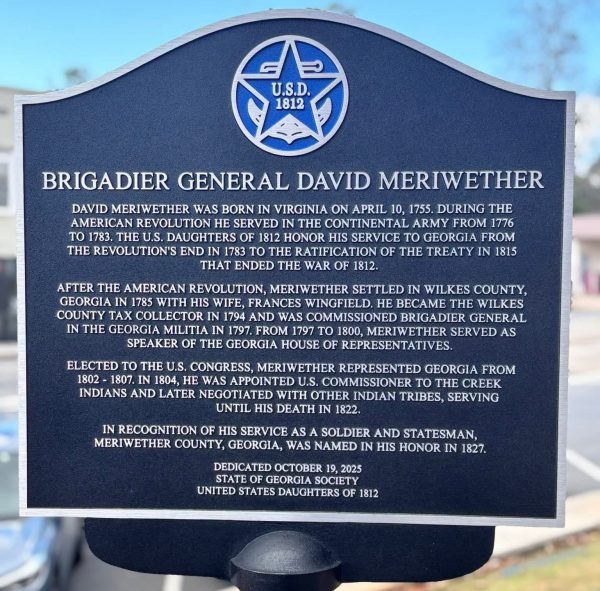 U.S.D.
1812
BRIGADIER GENERAL DAVID MERIWETHER
DAVID MERIWETHER WAS BORN IN VIRGINIA ON APRIL 10, 1755. DURING THE
AMERICAN REVOLUTION HE SERVED IN THE CONTINENTAL ARMY FROM 1776
TO 1783. THE U.S. DAUGHTERS OF 1812 HONOR HIS SERVICE TO GEORGIA FROM
THE REVOLUTION'S END IN 1783 TO THE RATIFICATION OF THE TREATY IN 1815
THAT ENDED THE WAR OF 1812.
AFTER THE AMERICAN REVOLUTION, MERIWETHER SETTLED IN WILKES COUNTY,
GEORGIA IN 1785 WITH HIS WIFE, FRANCES WINGFIELD. HE BECAME THE WILKES
COUNTY TAX COLLECTOR IN 1794 AND WAS COMMISSIONED BRIGADIER GENERAL
IN THE GEORGIA MILITIA IN 1797. FROM 1797 TO 1800, MERIWETHER SERVED AS
SPEAKER OF THE GEORGIA HOUSE OF REPRESENTATIVES.
ELECTED TO THE U.S. CONGRESS, MERIWETHER REPRESENTED GEORGIA FROM
1802 - 1807. IN 1804, HE WAS APPOINTED U.S. COMMISSIONER TO THE CREEK
INDIANS AND LATER NEGOTIATED WITH OTHER INDIAN TRIBES, SERVING
UNTIL HIS DEATH IN 1822.
IN RECOGNITION OF HIS SERVICE AS A SOLDIER AND STATESMAN,
MERIWETHER COUNTY, GEORGIA, WAS NAMED IN HIS HONOR IN 1827.
DEDICATED OCTOBER 19, 2025
STATE OF GEORGIA SOCIETY
UNITED STATES DAUGHTERS OF 1812